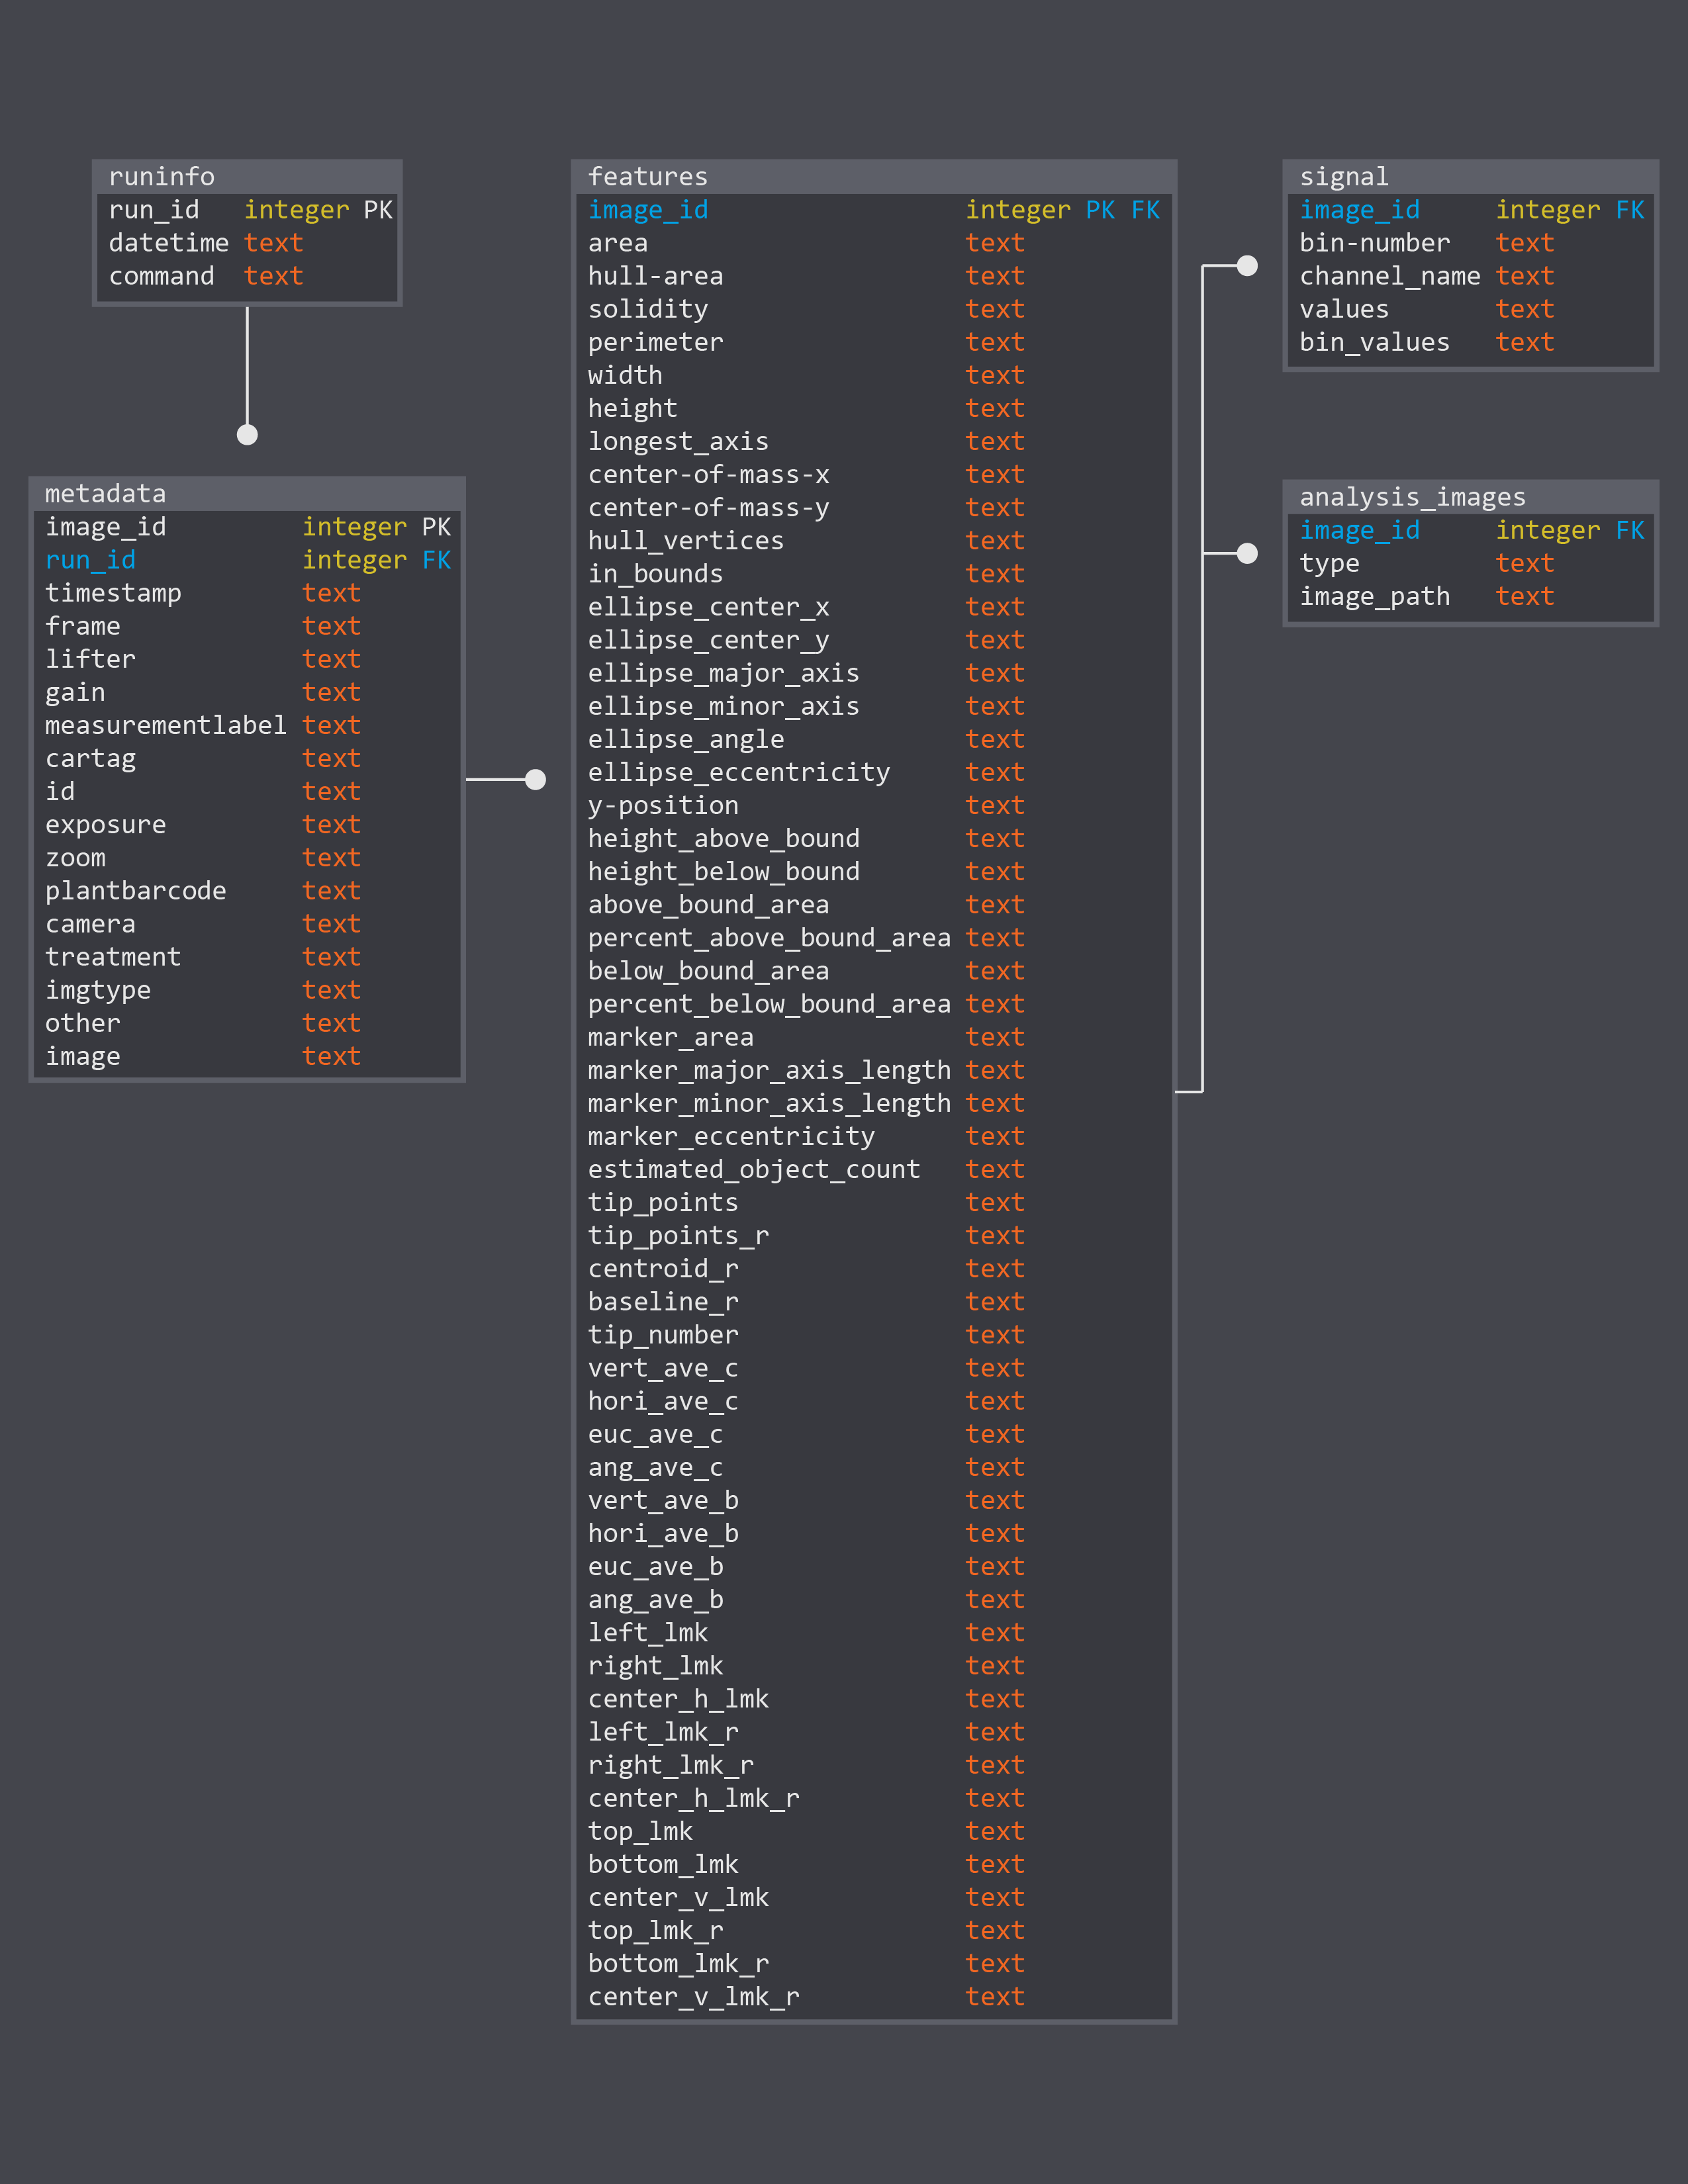 runinfo
run_id integer PK
datetime text
command text
metadata
image_id integer PK
run_id integer FK
timestamp text
frame text
lifter text
gain text
measurementlabel text
cartag text
id text
exposure text
zoom text
plantbarcode text
camera text
treatment text
imgtype text
other text
image text
features
image_id integer PK FK
area text
hull-area text
solidity text
perimeter text
width text
height text
longest_axis text
center-of-mass-x text
center-of-mass-y text
hull_vertices text
in_bounds text
ellipse_center_x text
ellipse_center_y text
ellipse_major_axis text
ellipse_minor_axis text
ellipse_angle text
ellipse_eccentricity text
y-position text
height_above_bound text
height_below_bound text
above_bound_area text
percent_above_bound_area text
below_bound_area text
percent_below_bound_area text
marker_area text
marker_major_axis_length text
marker_minor_axis_length text
marker_eccentricity text
estimated_object_count text
tip_points text
tip_points_r text
centroid_r text
baseline_r text
tip_number text
vert_ave_c text
hori_ave_c text
euc_ave_c text
ang_ave_c text
vert_ave_b text
hori_ave_b text
euc_ave_b text
ang_ave_b text
left_lmk text
right_lmk text
center_h_lmk text
left_lmk_r text
right_lmk_r text
center_h_lmk_r text
top_lmk text
bottom_lmk text
center_v_lmk text
top_lmk_r text
bottom_lmk_r text
center_v_lmk_r text
signal
image_id integer FK
bin-number text
channel_name text
values text
bin_values text
analysis_images
image_id integer FK
type text
image_path text